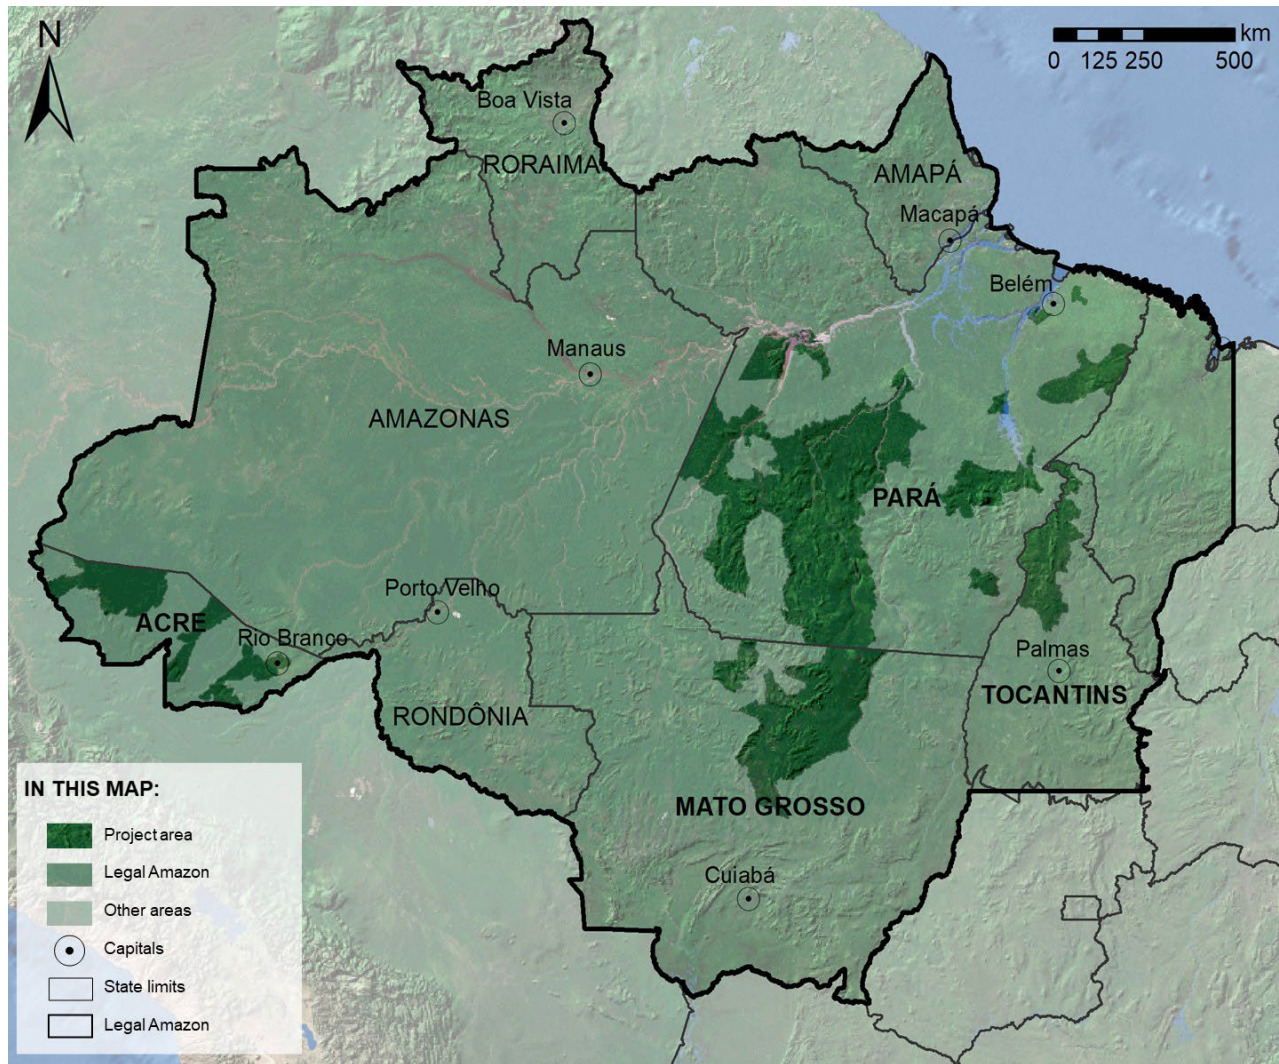 N
km
0 125 250 500
Boa Vista
RORAIMA
AMAPÁ
Macapá
Belém
Manaus
AMAZONAS
PARÁ
Porto Velho
ACRE
Rio Branco
Palmas
TOCANTINS
RONDÔNIA
MATO GROSSO
Cuiabá
IN THIS MAP:
Project area
Legal Amazon
Other areas
Capitals
State limits
Legal Amazon